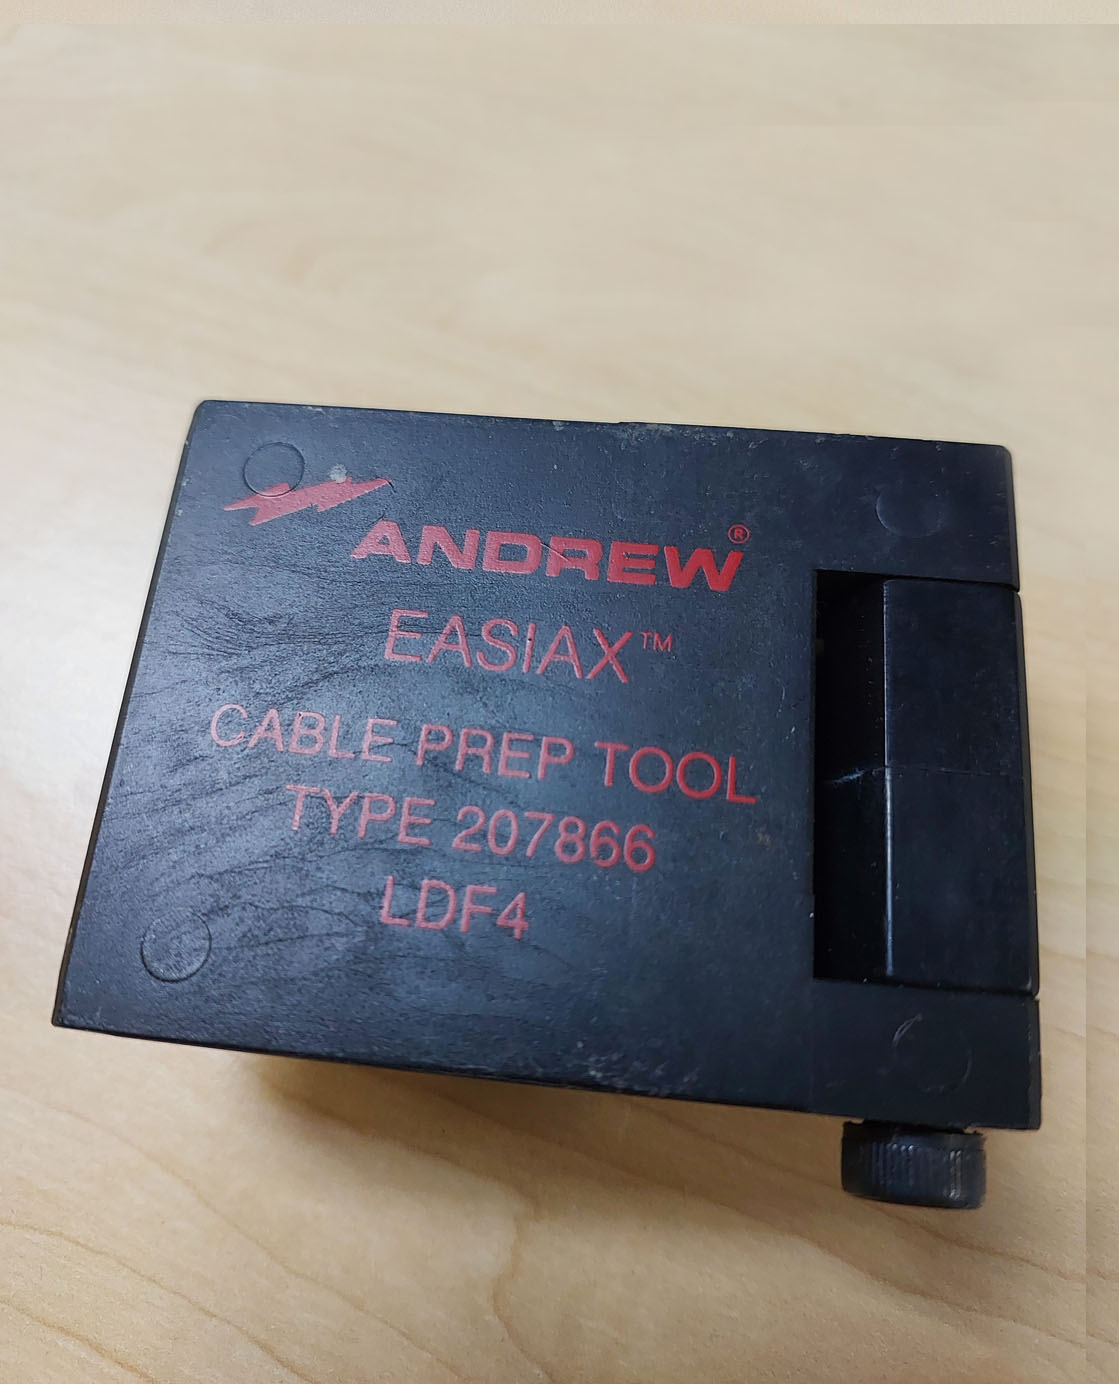 ANDREW®
EASIAX™
CABLE PREP TOOL
TYPE 207866
LDF4